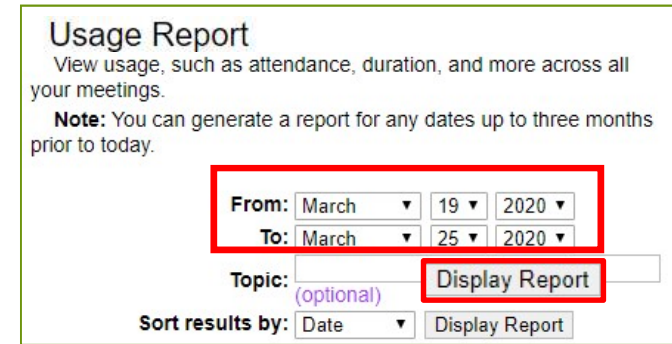 Usage Report
View usage, such as attendance, duration, and more across all
your meetings.
Note: You can generate a report for any dates up to three months
prior to today.
From: March 19 2020
To: March 25 2020
Topic: Display Report
(optional)
Sort results by: Date Display Report